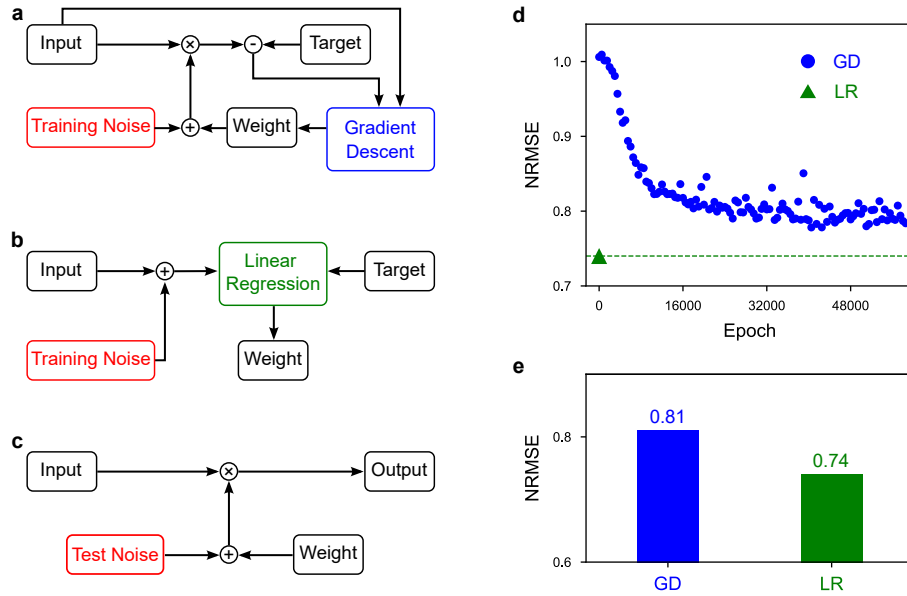 a
Input
×
-
Target
Training Noise
+
Weight
Gradient
Descent
b
Input
+
Linear
Regression
Target
Training Noise
Weight
c
Input
×
Output
Test Noise
+
Weight
d
NRMSE
1.0
0.9
0.8
0.7
GD
LR
0
16000
32000
48000
Epoch
e
NRMSE
0.8
0.6
0.81
0.74
GD
LR